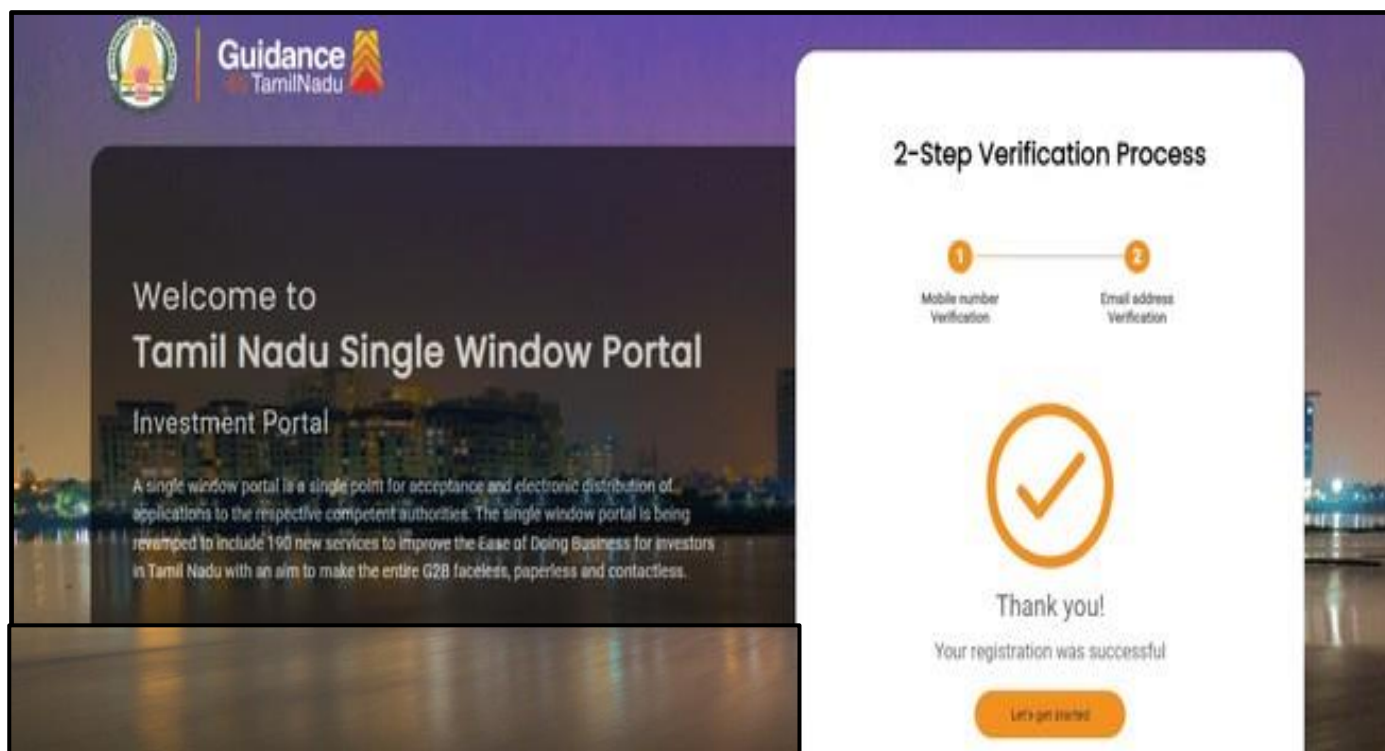 Guidance
TamilNadu
Welcome to
Tamil Nadu Single Window Portal
Investment Portal
A single window portal is a single point for acceptance and electronic distribution of
applications to the respective competent authorities. The single window portal is being
revamped to include 190 new services to improve the Ease of Doing Business for investors
in Tamil Nadu with an aim to make the entire G2B faceless, paperless and contactless.
2-Step Verification Process
1
2
Mobile number
Verification
Email address
Verification
Thank you!
Your registration was successful
Let's get started